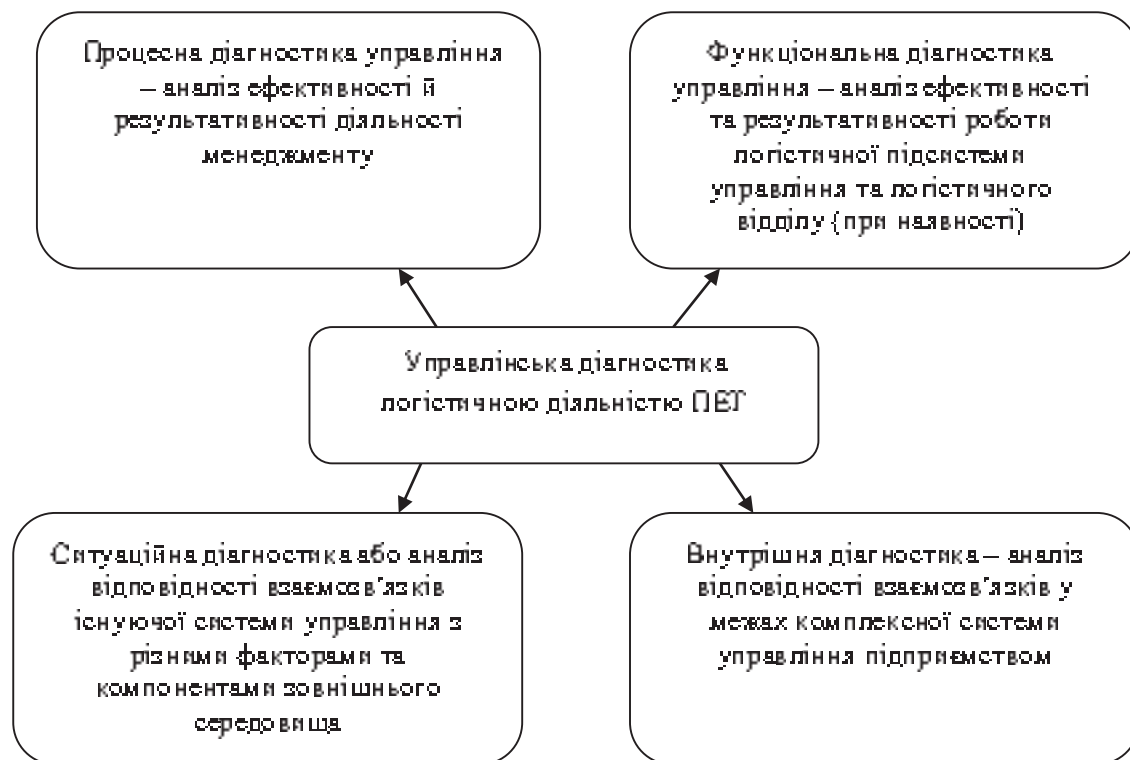 Процесна діагностика управління
– аналіз ефективності й
результативності діяльності
менеджменту
Функціональна діагностика
управління – аналіз ефективності
та результативності роботи
логістичної підсистеми
управління та логістичного
відділу (при наявності)
Управлінська діагностика
логістичною діяльністю ПЕТ
Ситуаційна діагностика або аналіз
відповідності взаємозв'язків
існуючої системи управління з
різними факторами та
компонентами зовнішнього
середовища
Внутрішня діагностика – аналіз
відповідності взаємозв'язків у
межах комплексної системи
управління підприємством